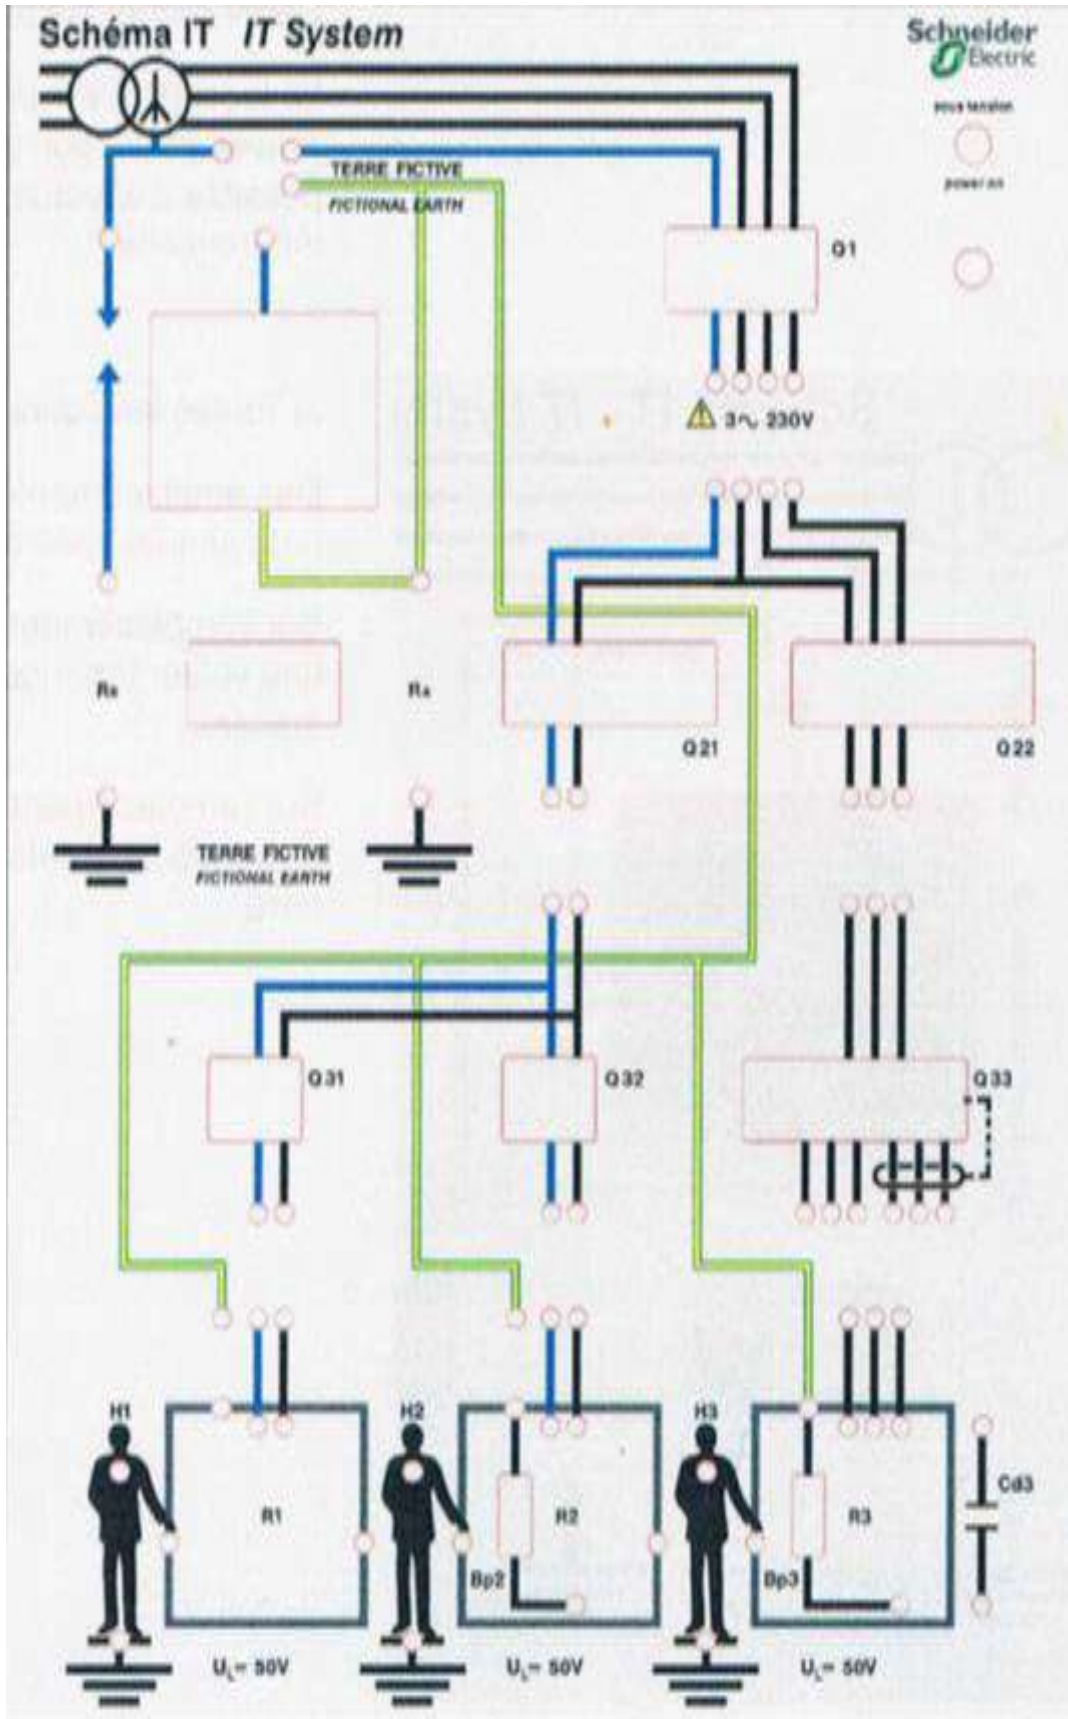 Schéma IT IT System
Schneider
Electric
sous tension
power on
TERRE FICTIVE
FICTIONAL EARTH
Q1
⚠ 3∿ 230V
RB
RA
Q21
Q22
TERRE FICTIVE
FICTIONAL EARTH
Q31
Q32
Q33
H1
H2
H3
R1
R2
R3
Cd3
Bp2
Bp3
UL= 50V
UL= 50V
UL= 50V